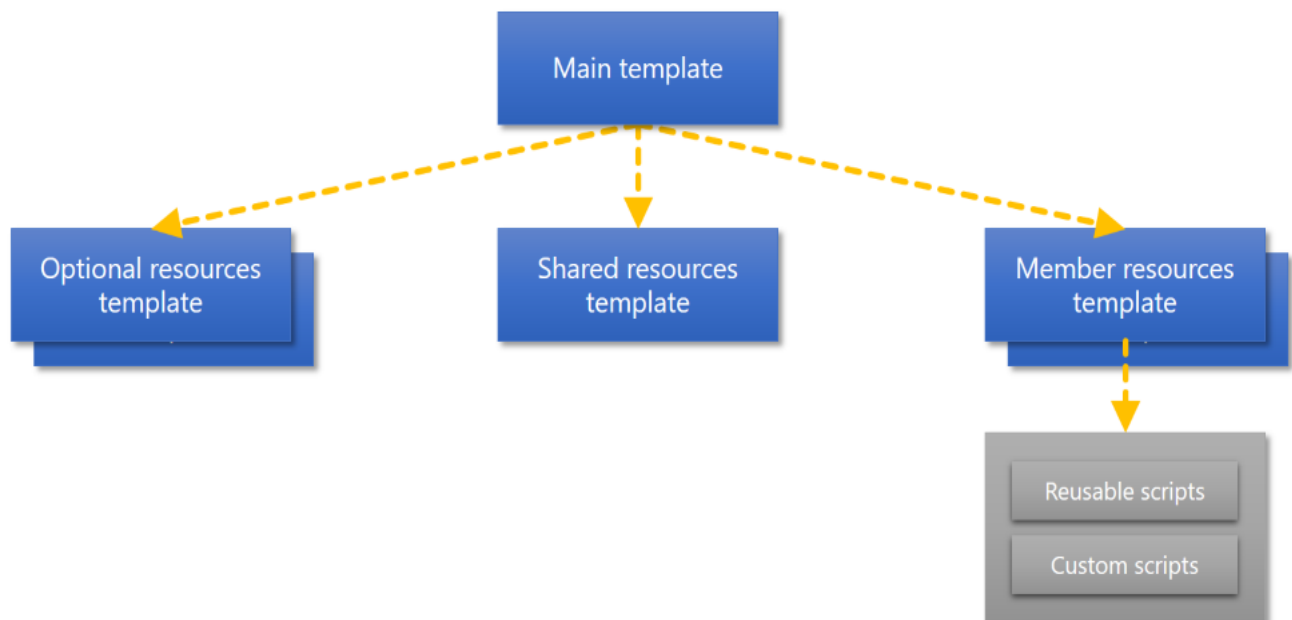 Main template
Optional resources
template
Shared resources
template
Member resources
template
Reusable scripts
Custom scripts